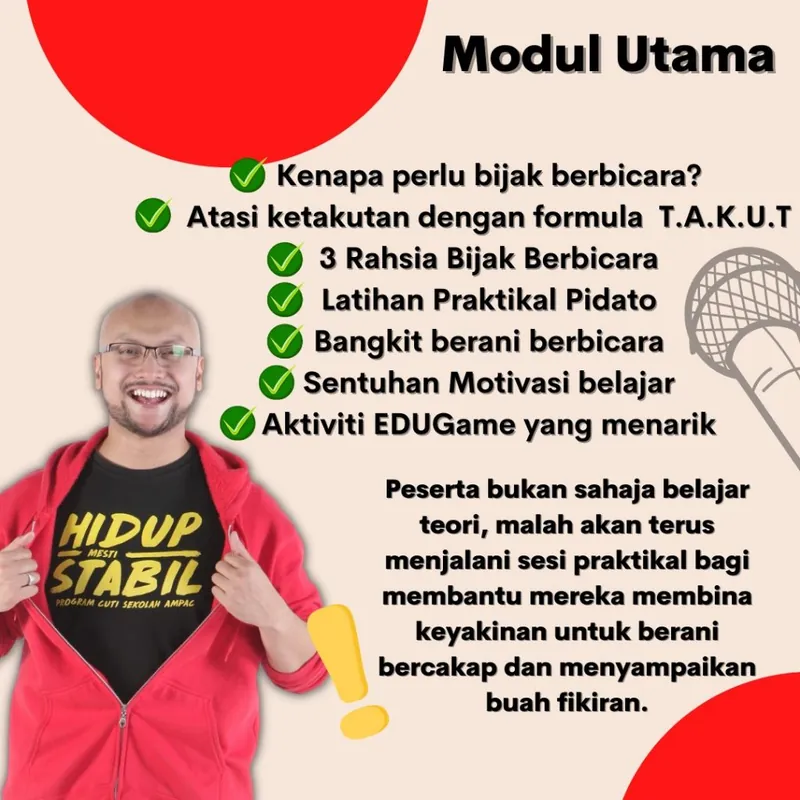 Modul Utama
Kenapa perlu bijak berbicara?
Atasi ketakutan dengan formula T.A.K.U.T
3 Rahsia Bijak Berbicara
Latihan Praktikal Pidato
Bangkit berani berbicara
Sentuhan Motivasi belajar
Aktiviti EDUGame yang menarik
Peserta bukan sahaja belajar
teori, malah akan terus
menjalani sesi praktikal bagi
membantu mereka membina
keyakinan untuk berani
bercakap dan menyampaikan
buah fikiran.
HIDUP
MESTI
STABIL
PROGRAM CUTI SEKOLAH AMPAC